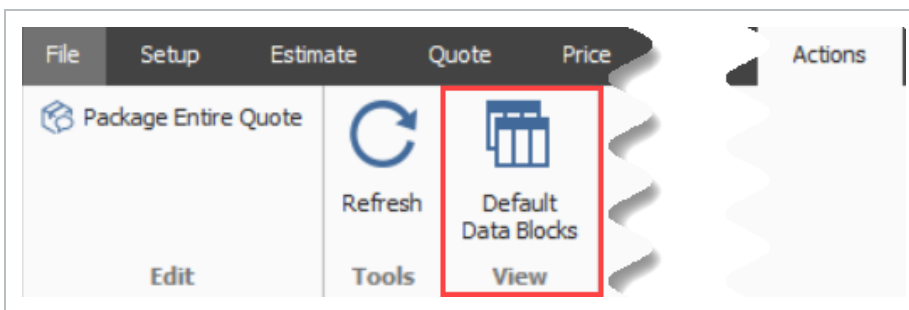 File Setup Estimate Quote Price Actions
Package Entire Quote
Refresh
Default
Data Blocks
Edit Tools View